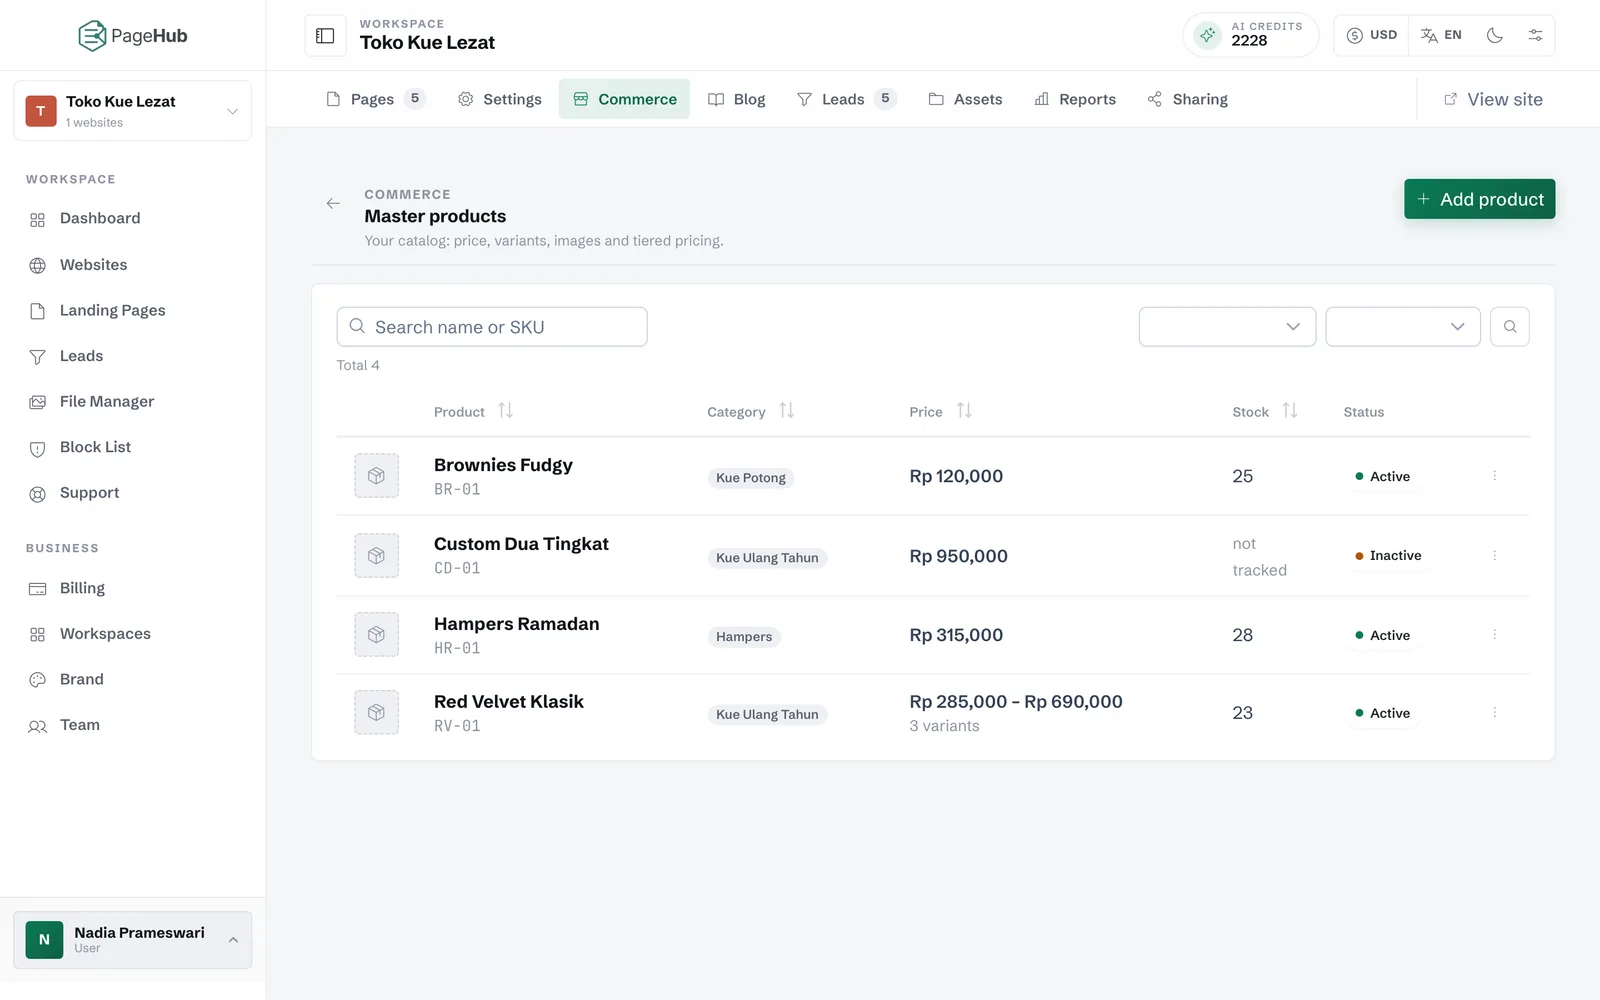 PageHub
WORKSPACE
Toko Kue Lezat
AI CREDITS
2228
USD
EN
T
Toko Kue Lezat
1 websites
Pages 5
Settings
Commerce
Blog
Leads 5
Assets
Reports
Sharing
View site
WORKSPACE
Dashboard
Websites
Landing Pages
Leads
File Manager
Block List
Support
BUSINESS
Billing
Workspaces
Brand
Team
N
Nadia Prameswari
User
COMMERCE
Master products
Your catalog: price, variants, images and tiered pricing.
+ Add product
Search name or SKU
Total 4
Product Category Price Stock Status
Brownies Fudgy
BR-01
Kue Potong
Rp 120,000
25
Active
Custom Dua Tingkat
CD-01
Kue Ulang Tahun
Rp 950,000
not
tracked
Inactive
Hampers Ramadan
HR-01
Hampers
Rp 315,000
28
Active
Red Velvet Klasik
RV-01
Kue Ulang Tahun
Rp 285,000 – Rp 690,000
3 variants
23
Active